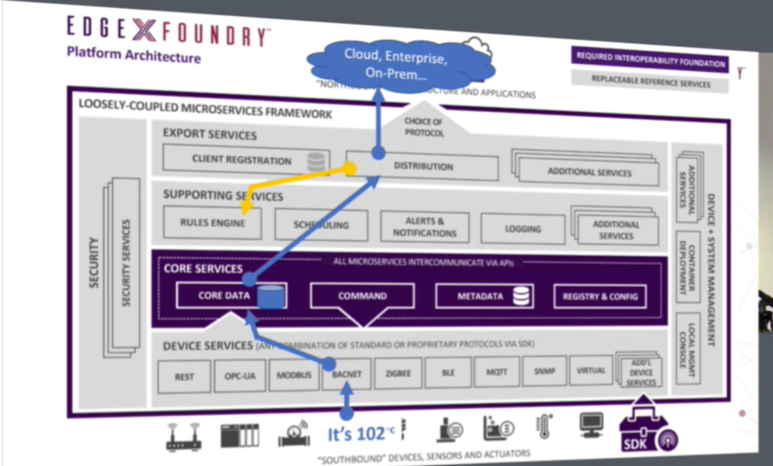 EDGE X FOUNDRY™
Platform Architecture
Cloud, Enterprise,
On-Prem...
REQUIRED INTEROPERABILITY FOUNDATION
REPLACEABLE REFERENCE SERVICES
AND APPLICATIONS
LOOSELY-COUPLED MICROSERVICES FRAMEWORK
CHOICE OF
PROTOCOL
EXPORT SERVICES
CLIENT REGISTRATION
DISTRIBUTION
ADDITIONAL SERVICES
SUPPORTING SERVICES
RULES ENGINE
SCHEDULING
ALERTS &
NOTIFICATIONS
LOGGING
ADDITIONAL
SERVICES
CORE SERVICES
ALL MICROSERVICES INTERCOMMUNICATE VIA APIs
CORE DATA
COMMAND
METADATA
REGISTRY & CONFIG
DEVICE SERVICES (ANY COMBINATION OF STANDARD OR PROPRIETARY PROTOCOLS VIA SDK)
REST
OPC-UA
MODBUS
BACNET
ZIGBEE
BLE
MQTT
SNMP
VIRTUAL
ADD'L
DEVICE
SERVICES
SECURITY
SECURITY SERVICES
ADDITIONAL
SERVICES
CONTAINER
DEPLOYMENT
LOCAL MGMT
CONSOLE
DEVICE + SYSTEM MANAGEMENT
It's 102°C
SDK
"SOUTHBOUND" DEVICES, SENSORS AND ACTUATORS